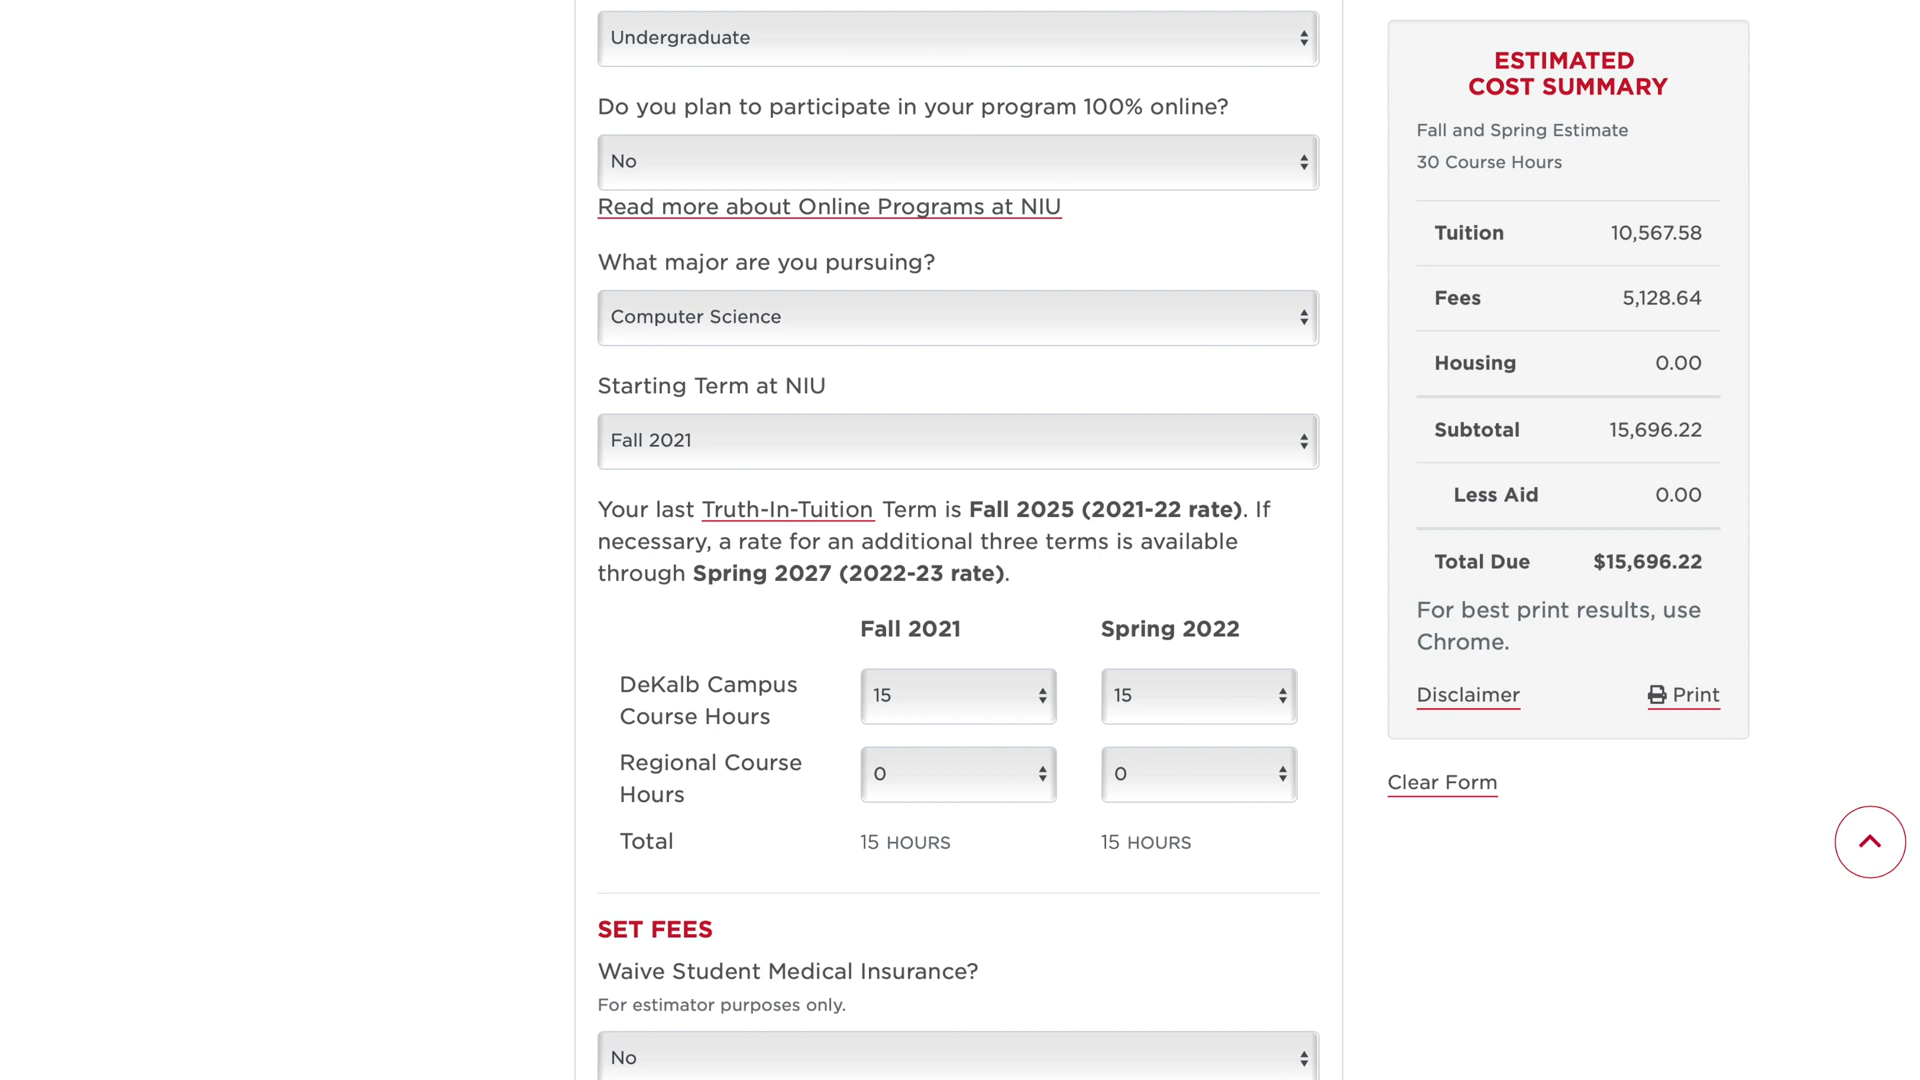 Undergraduate
Do you plan to participate in your program 100% online?
No
Read more about Online Programs at NIU
What major are you pursuing?
Computer Science
Starting Term at NIU
Fall 2021
Your last Truth-In-Tuition Term is Fall 2025 (2021-22 rate). If
necessary, a rate for an additional three terms is available
through Spring 2027 (2022-23 rate).
Fall 2021 Spring 2022
DeKalb Campus
Course Hours
15 15
Regional Course
Hours
0 0
Total 15 HOURS 15 HOURS
SET FEES
Waive Student Medical Insurance?
For estimator purposes only.
No
ESTIMATED
COST SUMMARY
Fall and Spring Estimate
30 Course Hours
Tuition 10,567.58
Fees 5,128.64
Housing 0.00
Subtotal 15,696.22
Less Aid 0.00
Total Due $15,696.22
For best print results, use
Chrome.
Disclaimer Print
Clear Form